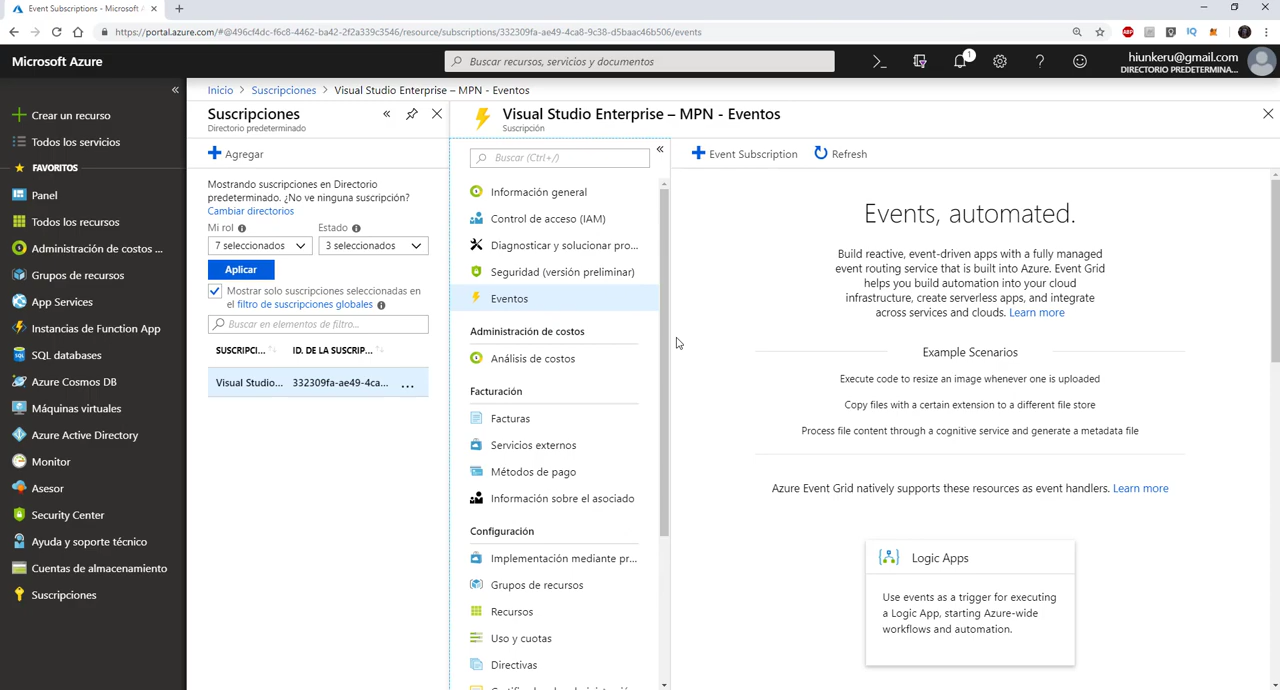 Event Subscriptions - Microsoft A
https://portal.azure.com/#@496cf4dc-f6c8-4462-ba42-2f2a339c3546/resource/subscriptions/332309fa-ae49-4ca8-9c38-d5baac46b506/events
Microsoft Azure
Buscar recursos, servicios y documentos
1
hiunkeru@gmail.com
DIRECTORIO PREDETERMINA...
Crear un recurso
Todos los servicios
FAVORITOS
Panel
Todos los recursos
Administración de costos ...
Grupos de recursos
App Services
Instancias de Function App
SQL databases
Azure Cosmos DB
Máquinas virtuales
Azure Active Directory
Monitor
Asesor
Security Center
Ayuda y soporte técnico
Cuentas de almacenamiento
Suscripciones
Inicio > Suscripciones > Visual Studio Enterprise – MPN - Eventos
Suscripciones
Directorio predeterminado
Agregar
Mostrando suscripciones en Directorio
predeterminado. ¿No ve ninguna suscripción?
Cambiar directorios
Mi rol
Estado
7 seleccionados
3 seleccionados
Aplicar
Mostrar solo suscripciones seleccionadas en
el filtro de suscripciones globales
Buscar en elementos de filtro...
SUSCRIPCI... ID. DE LA SUSCRIP...
Visual Studio... 332309fa-ae49-4ca... ...
Visual Studio Enterprise – MPN - Eventos
Suscripción
Buscar (Ctrl+/)
Información general
Control de acceso (IAM)
Diagnosticar y solucionar pro...
Seguridad (versión preliminar)
Eventos
Administración de costos
Análisis de costos
Facturación
Facturas
Servicios externos
Métodos de pago
Información sobre el asociado
Configuración
Implementación mediante pr...
Grupos de recursos
Recursos
Uso y cuotas
Directivas
Event Subscription
Refresh
Events, automated.
Build reactive, event-driven apps with a fully managed
event routing service that is built into Azure. Event Grid
helps you build automation into your cloud
infrastructure, create serverless apps, and integrate
across services and clouds. Learn more
Example Scenarios
Execute code to resize an image whenever one is uploaded
Copy files with a certain extension to a different file store
Process file content through a cognitive service and generate a metadata file
Azure Event Grid natively supports these resources as event handlers. Learn more
Logic Apps
Use events as a trigger for executing
a Logic App, starting Azure-wide
workflows and automation.